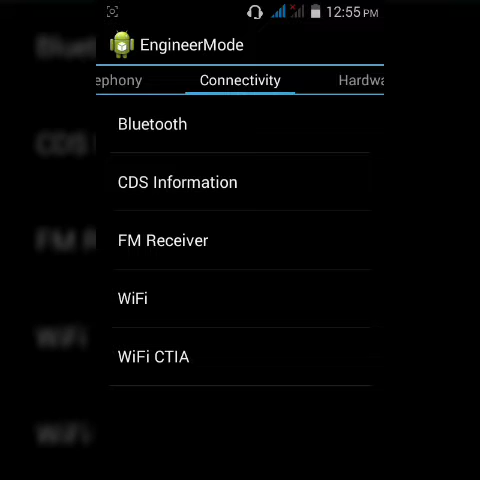 12:55 PM
EngineerMode
ephony Connectivity Hardwa
Bluetooth
CDS Information
FM Receiver
WiFi
WiFi CTIA